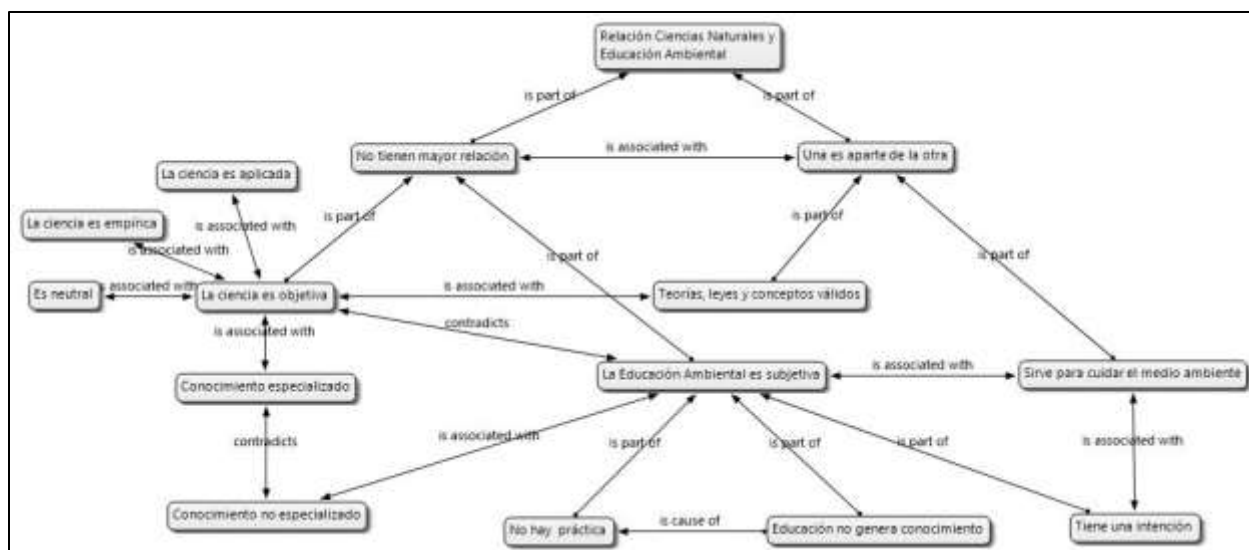 Relación Ciencias Naturales y
Educación Ambiental
is part of
is part of
No tienen mayor relación
is associated with
Una es aparte de la otra
La ciencia es aplicada
La ciencia es empírica
is associated with
is part of
is part of
is associated with
is part of
is part of
Es neutral
is associated with
La ciencia es objetiva
is associated with
Teorías, leyes y conceptos válidos
is associated with
contradicts
Conocimiento especializado
La Educación Ambiental es subjetiva
is associated with
Sirve para cuidar el medio ambiente
contradicts
is associated with
is part of
is part of
is part of
is associated with
Conocimiento no especializado
No hay práctica
is cause of
Educación no genera conocimiento
Tiene una intención